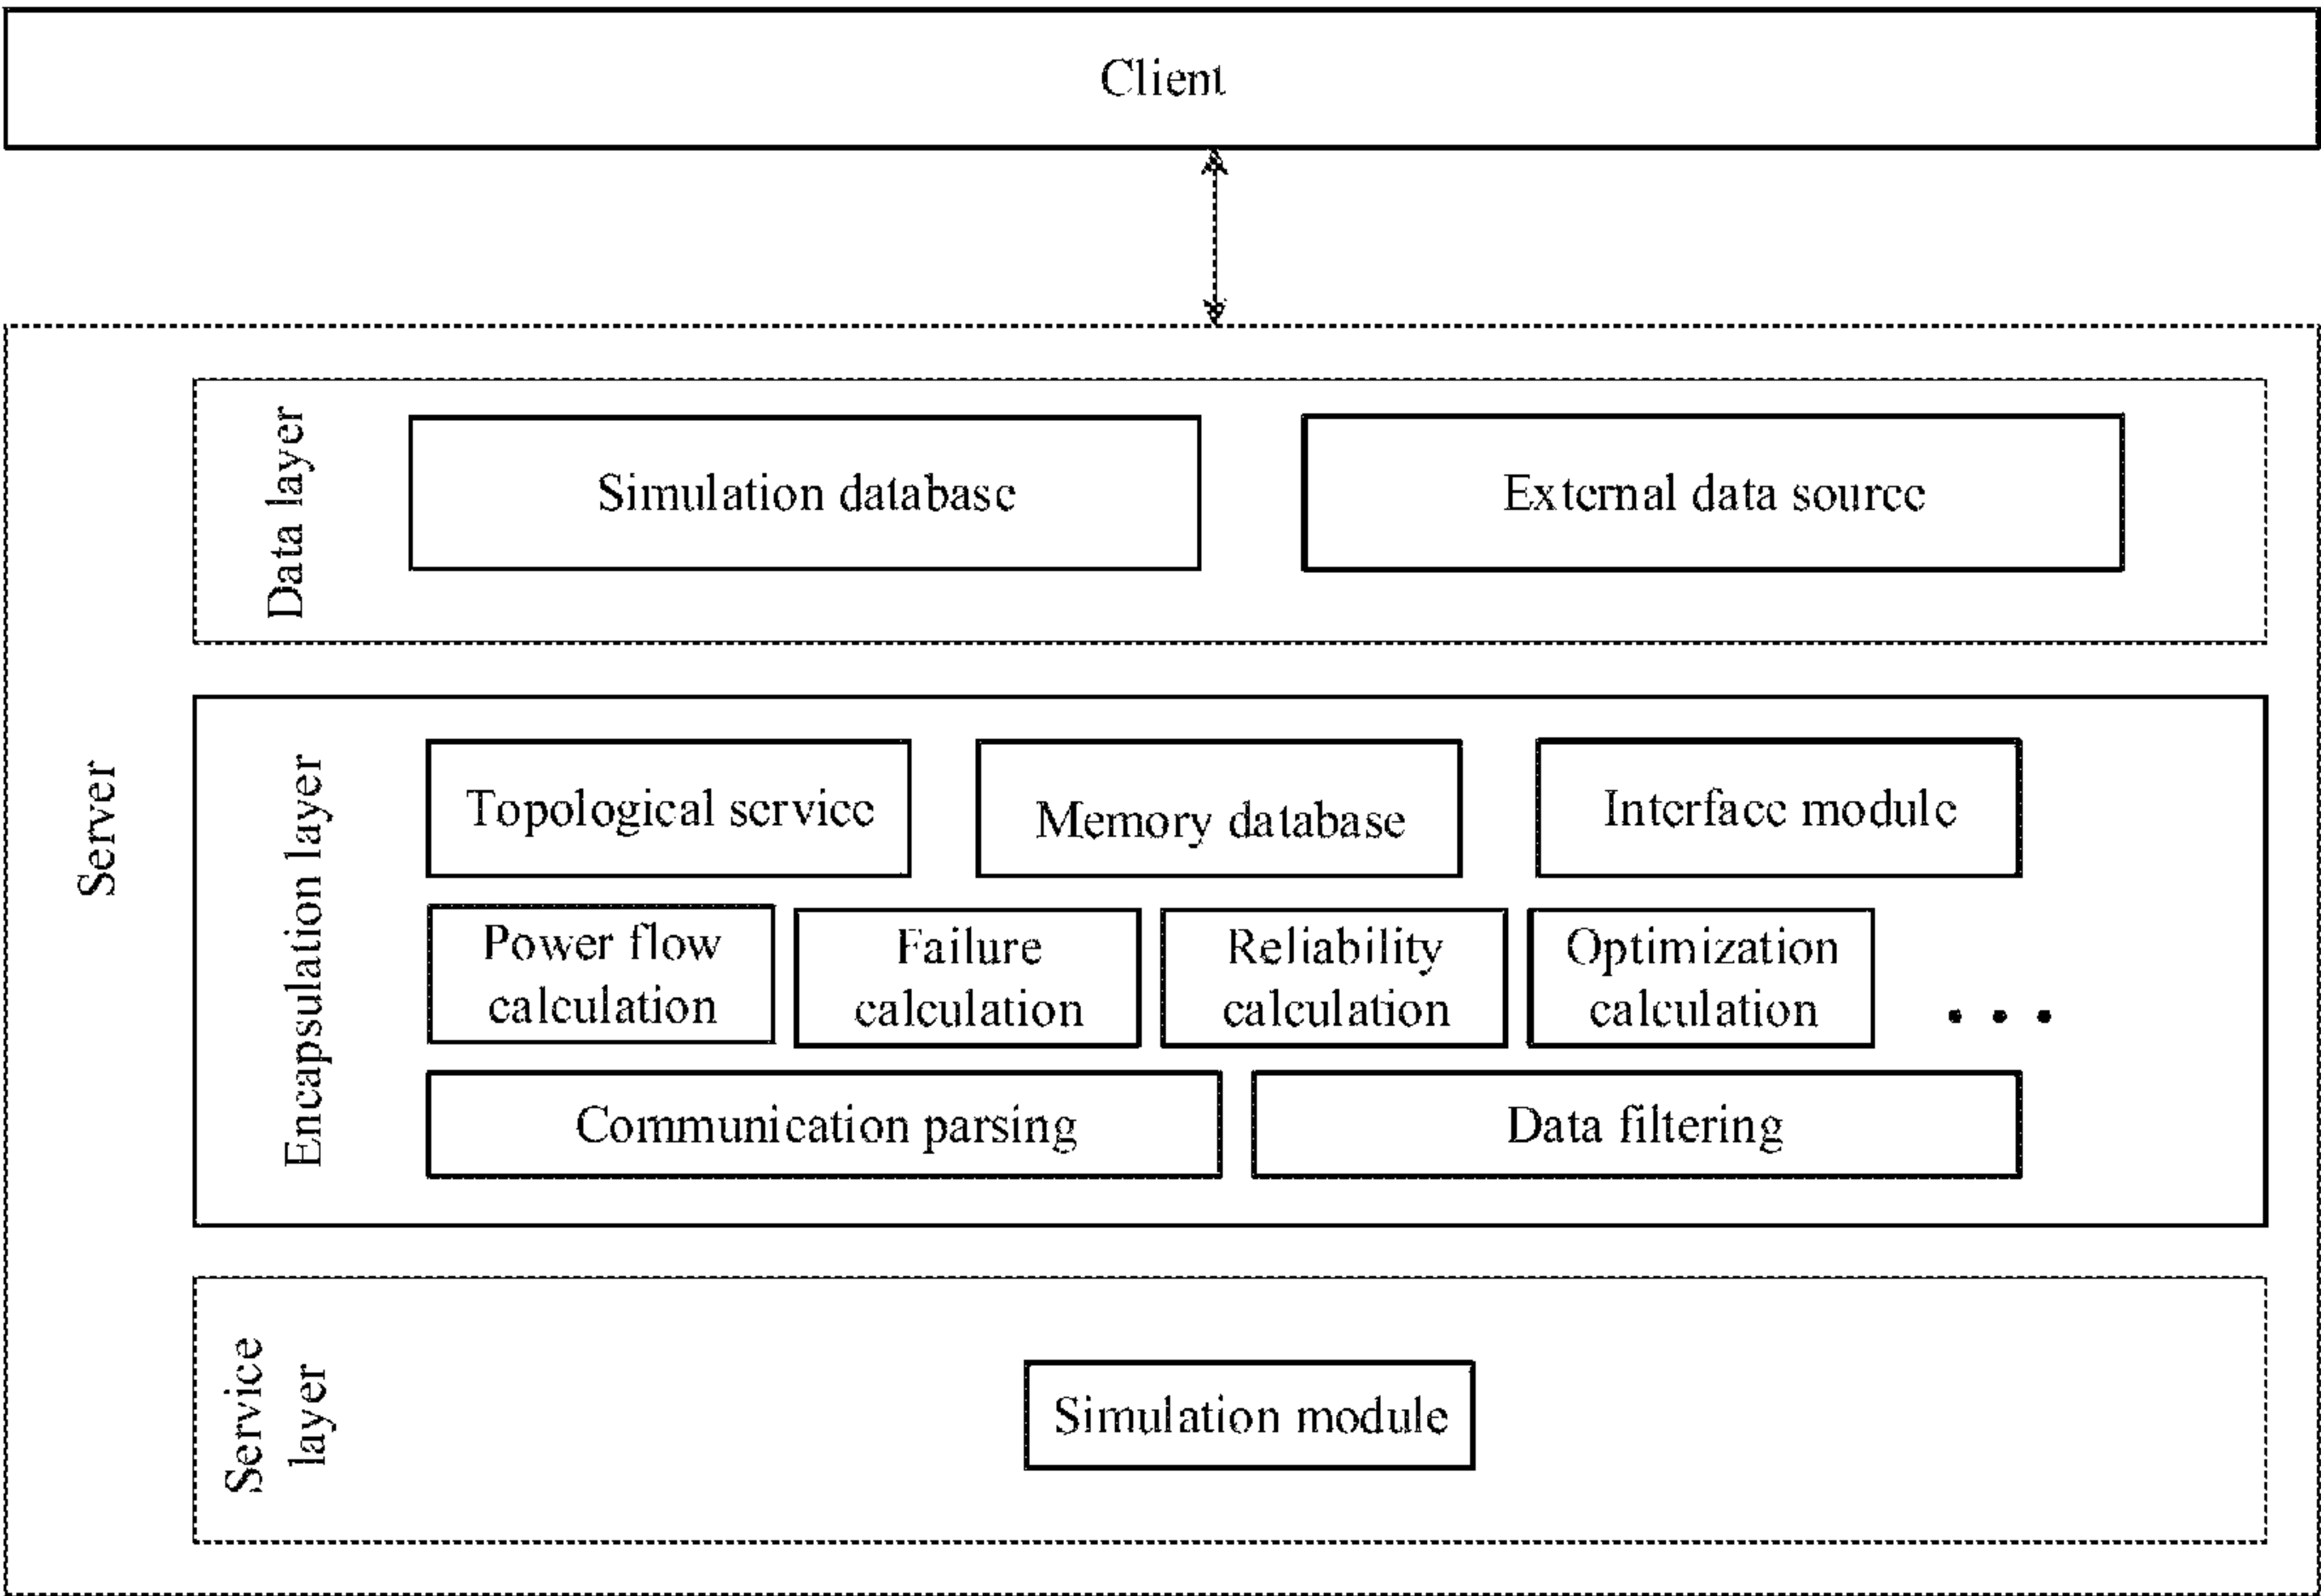 Client
Server
Data layer
Simulation database
External data source
Encapsulation layer
Topological service
Memory database
Interface module
Power flow
calculation
Failure
calculation
Reliability
calculation
Optimization
calculation
...
Communication parsing
Data filtering
Service
layer
Simulation module